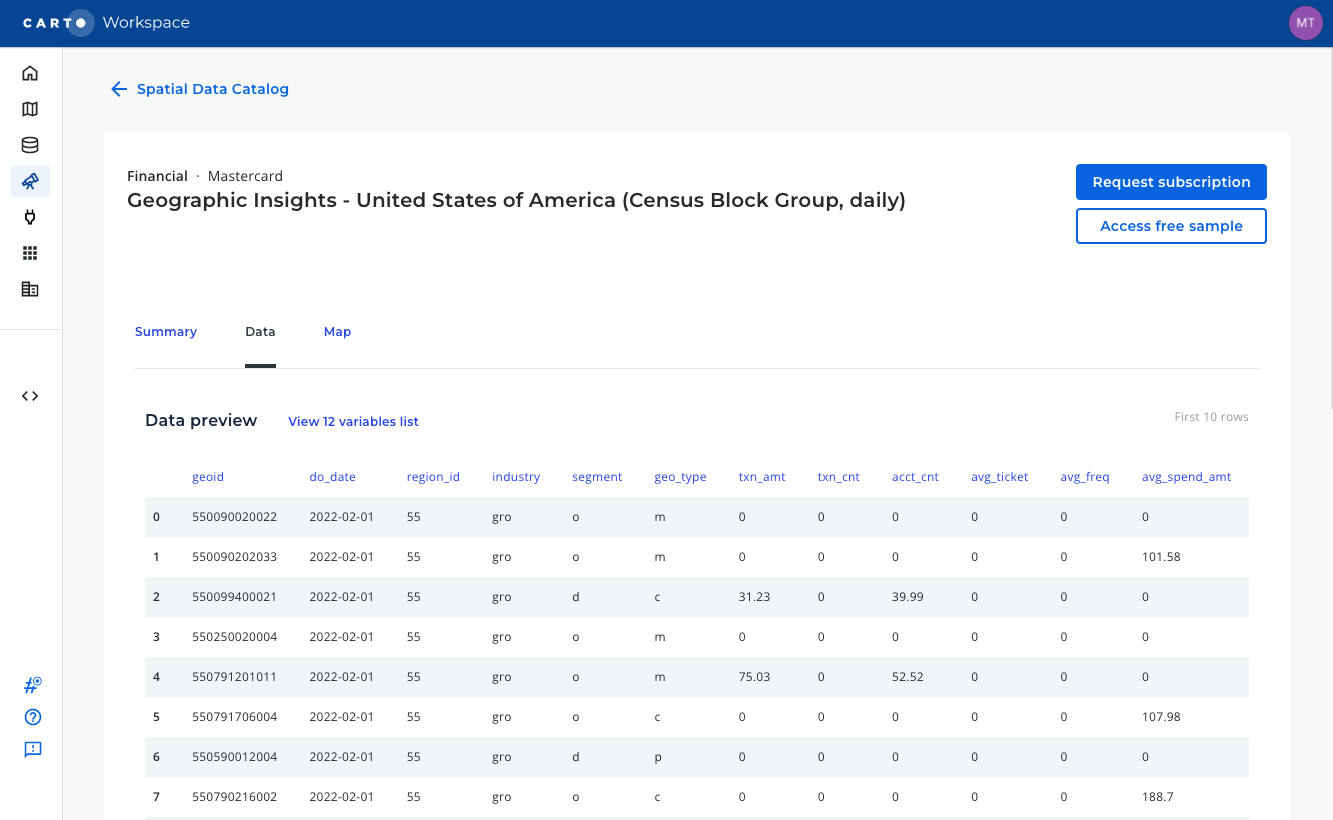 CARTO Workspace
MT
Spatial Data Catalog
Financial · Mastercard
Geographic Insights - United States of America (Census Block Group, daily)
Request subscription
Access free sample
Summary Data Map
Data preview View 12 variables list First 10 rows
geoid do_date region_id industry segment geo_type txn_amt txn_cnt acct_cnt avg_ticket avg_freq avg_spend_amt
0 550090020022 2022-02-01 55 gro o m 0 0 0 0 0 0
1 550090202033 2022-02-01 55 gro o m 0 0 0 0 0 101.58
2 550099400021 2022-02-01 55 gro d c 31.23 0 39.99 0 0 0
3 550250020004 2022-02-01 55 gro o m 0 0 0 0 0 0
4 550791201011 2022-02-01 55 gro o m 75.03 0 52.52 0 0 0
5 550791706004 2022-02-01 55 gro o c 0 0 0 0 0 107.98
6 550590012004 2022-02-01 55 gro d p 0 0 0 0 0 0
7 550790216002 2022-02-01 55 gro o c 0 0 0 0 0 188.7